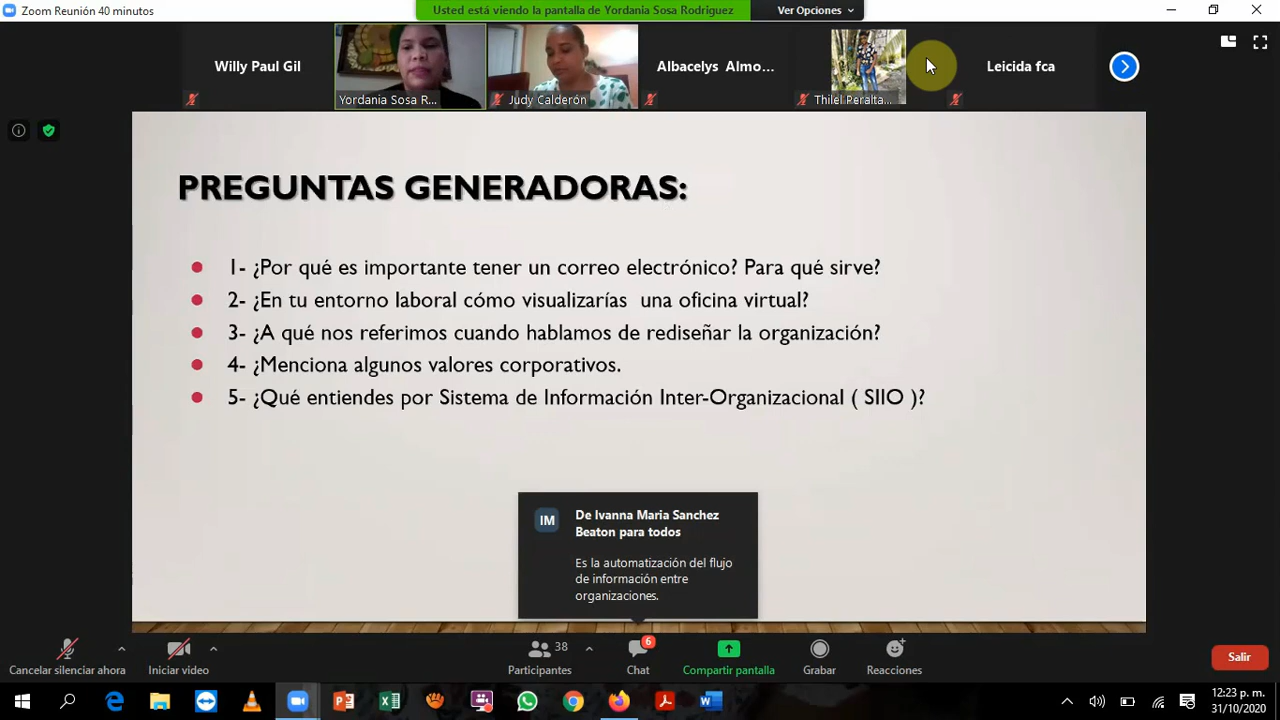 Zoom Reunión 40 minutos
Usted está viendo la pantalla de Yordania Sosa Rodriguez
Ver Opciones
Willy Paul Gil
Yordania Sosa R...
Judy Calderón
Albacelys Almo...
Thilel Peralta...
Leicida fca
PREGUNTAS GENERADORAS:
1- ¿Por qué es importante tener un correo electrónico? Para qué sirve?
2- ¿En tu entorno laboral cómo visualizarías una oficina virtual?
3- ¿A qué nos referimos cuando hablamos de rediseñar la organización?
4- ¿Menciona algunos valores corporativos.
5- ¿Qué entiendes por Sistema de Información Inter-Organizacional ( SIIO )?
IM
De Ivanna Maria Sanchez
Beaton para todos
Es la automatización del flujo
de información entre
organizaciones.
Cancelar silenciar ahora
Iniciar video
38
Participantes
6
Chat
Compartir pantalla
Grabar
Reacciones
Salir
12:23 p. m.
31/10/2020